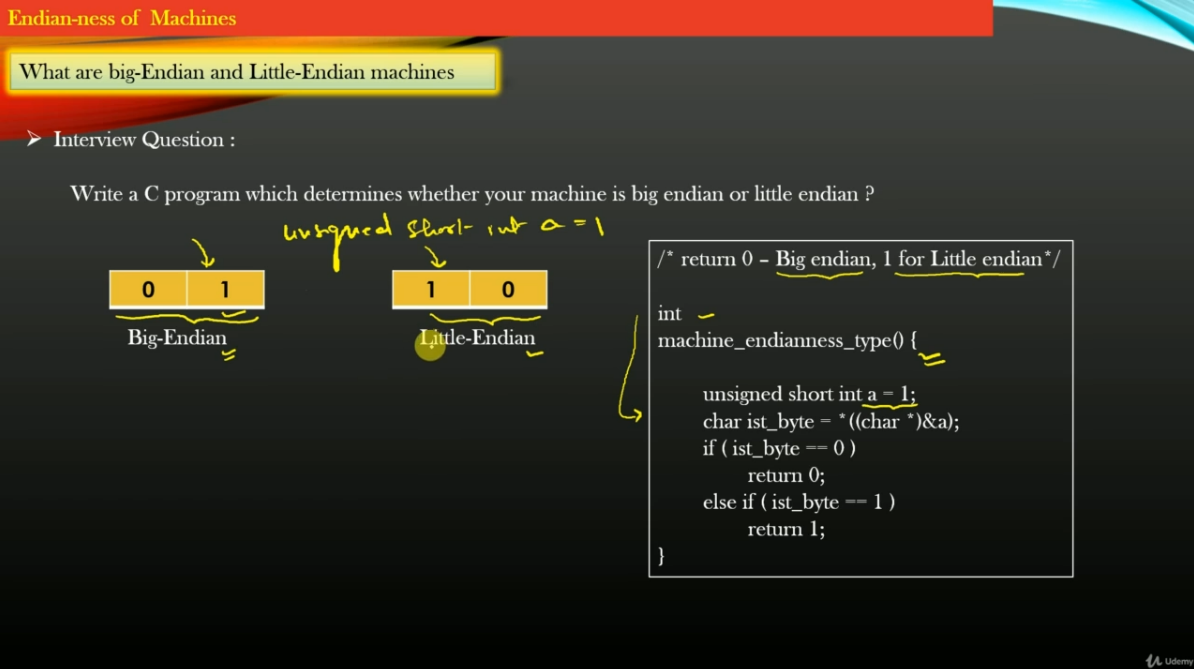 Endian-ness of Machines
What are big-Endian and Little-Endian machines
➤ Interview Question :
Write a C program which determines whether your machine is big endian or little endian ?
unsigned short int a = 1
0 1
Big-Endian
1 0
Little-Endian
/* return 0 – Big endian, 1 for Little endian*/
int
machine_endianness_type() {
unsigned short int a = 1;
char ist_byte = *((char *)&a);
if ( ist_byte == 0 )
return 0;
else if ( ist_byte == 1 )
return 1;
}
Udemy